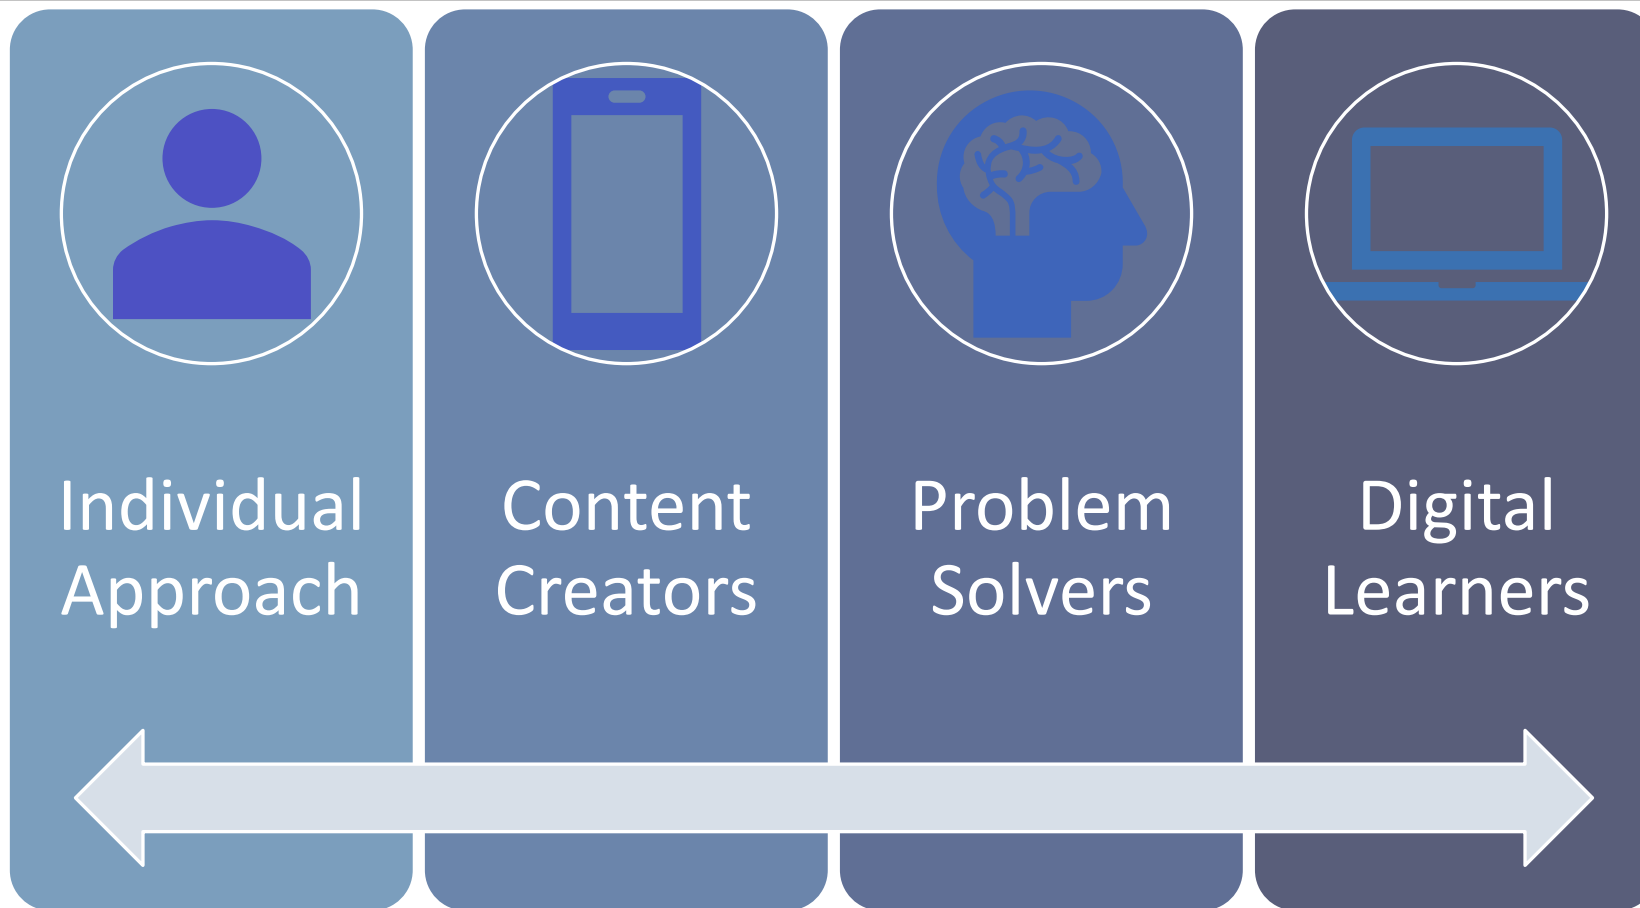 Individual
Approach
Content
Creators
Problem
Solvers
Digital
Learners